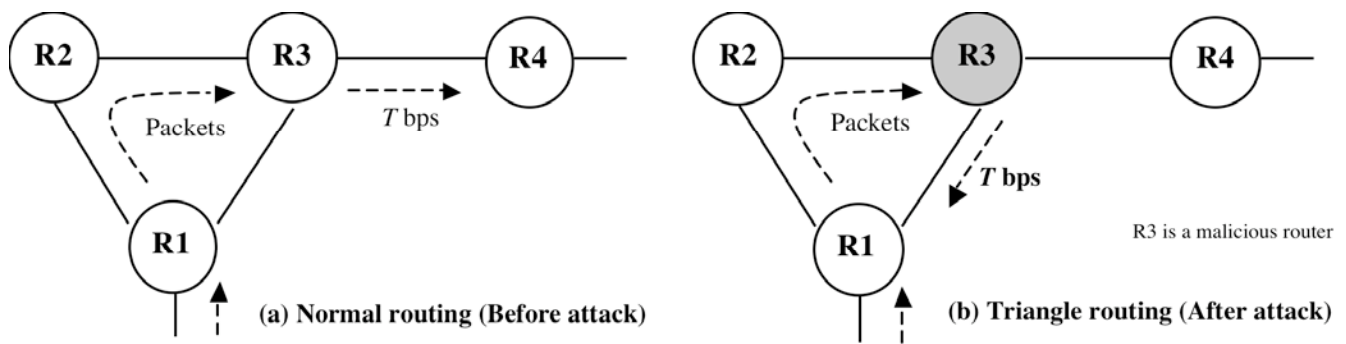 R2
R3
R4
Packets
T bps
R1
(a) Normal routing (Before attack)
R2
R3
R4
Packets
T bps
R1
R3 is a malicious router
(b) Triangle routing (After attack)